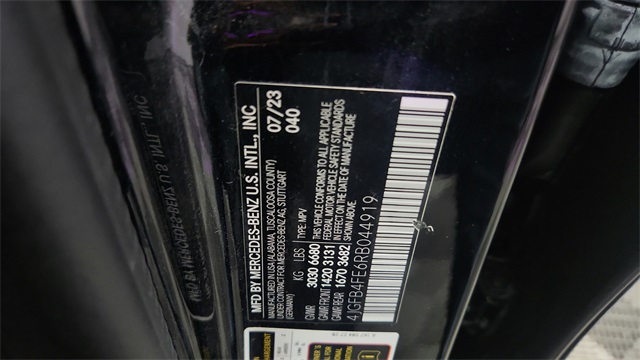 MFD BY MERCEDES-BENZ U.S. INTL., INC 07/23
MANUFACTURED IN USA (ALABAMA, TUSCALOOSA COUNTY) 040
UNDER CONTRACT FOR MERCEDES-BENZ AG, STUTTGART
(GERMANY)
KG LBS TYPE: MPV
GVWR 3030 6680 THIS VEHICLE CONFORMS TO ALL APPLICABLE
GAWR FRONT 1420 3131 FEDERAL MOTOR VEHICLE SAFETY STANDARDS
GAWR REAR 1670 3682 IN EFFECT ON THE DATE OF MANUFACTURE
4JGFB4FE6RB044919